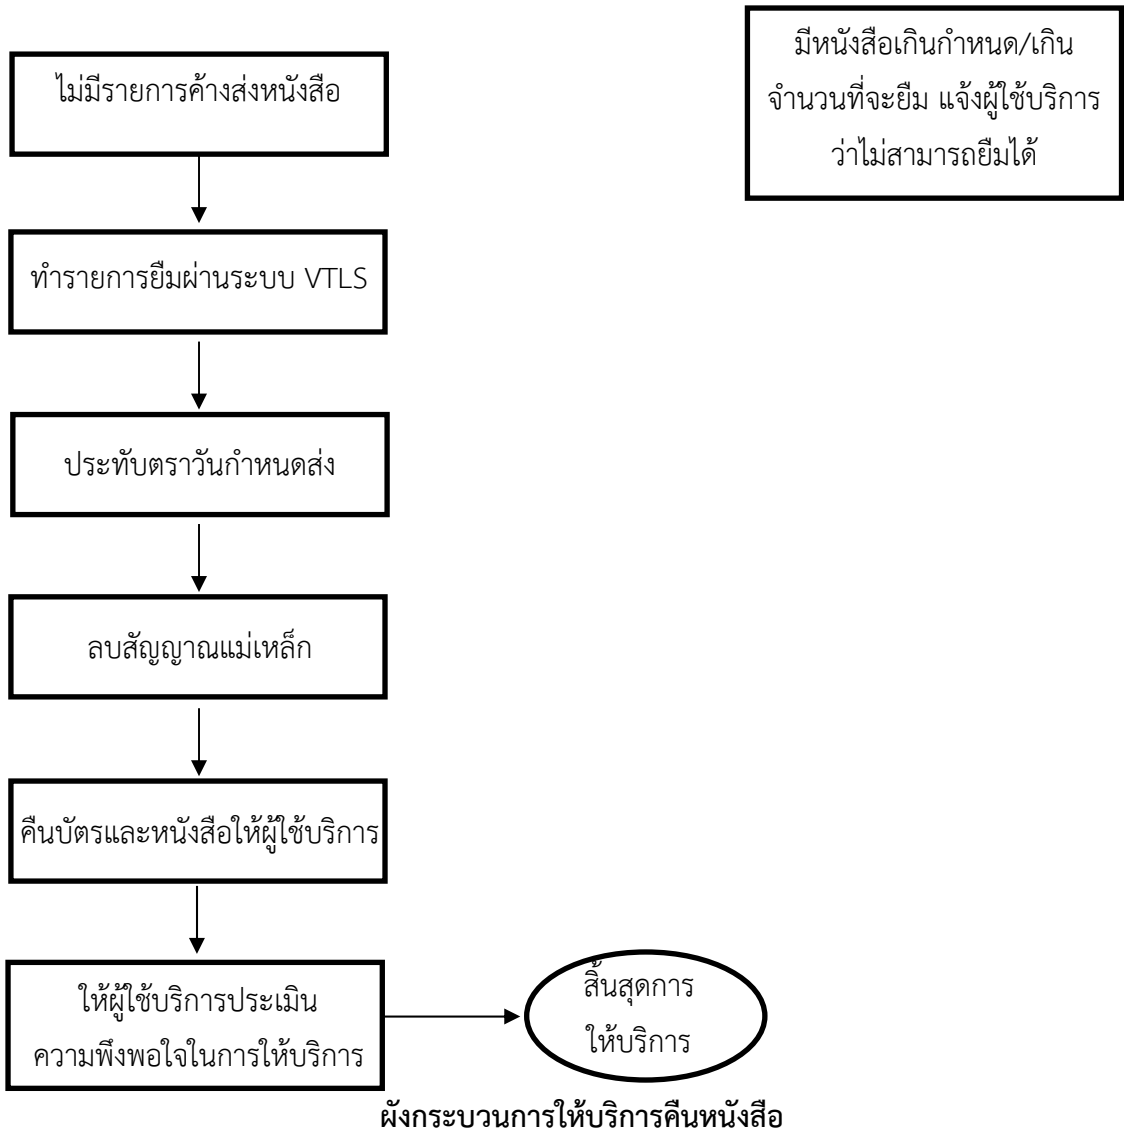 ไม่มีรายการค้างส่งหนังสือ
มีหนังสือเกินกำหนด/เกิน
จำนวนที่จะยืม แจ้งผู้ใช้บริการ
ว่าไม่สามารถยืมได้
ทำรายการยืมผ่านระบบ VTLS
ประทับตราวันกำหนดส่ง
ลบสัญญาณแม่เหล็ก
คืนบัตรและหนังสือให้ผู้ใช้บริการ
ให้ผู้ใช้บริการประเมิน
ความพึงพอใจในการให้บริการ
สิ้นสุดการ
ให้บริการ
ผังกระบวนการให้บริการคืนหนังสือ